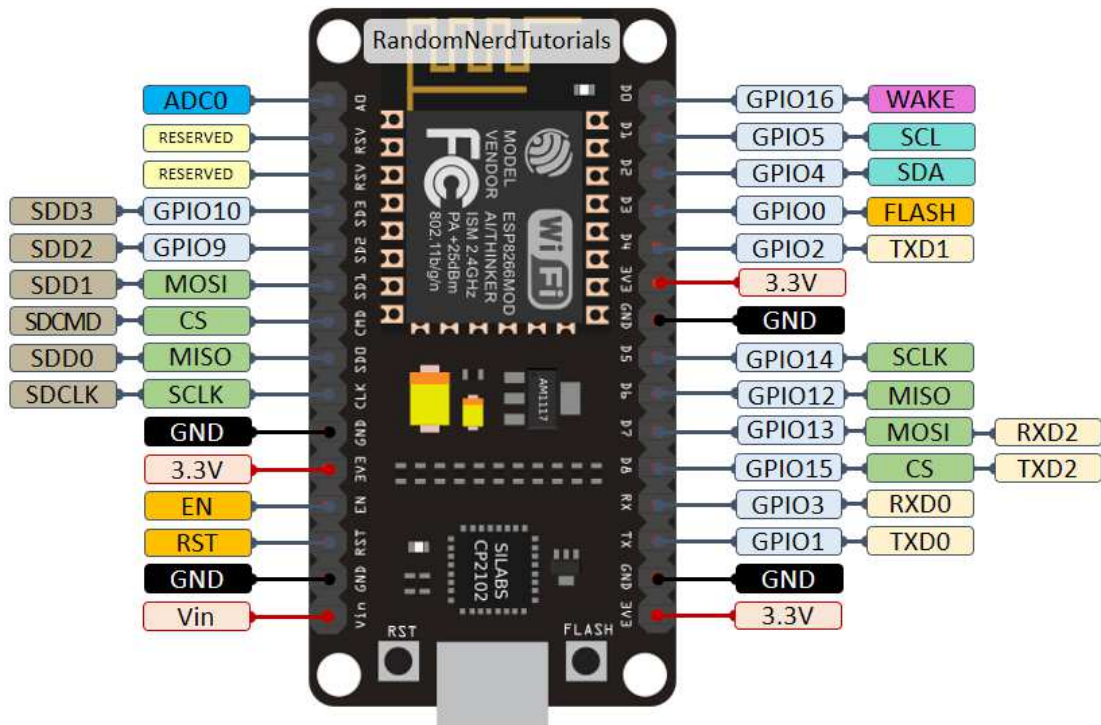 RandomNerdTutorials
ADC0
RESERVED
RESERVED
SDD3 GPIO10
SDD2 GPIO9
SDD1 MOSI
SDCMD CS
SDD0 MISO
SDCLK SCLK
GND
3.3V
EN
RST
GND
Vin
A0
RSV
RSV
SD3
SD2
SD1
CMD
SD0
CLK
GND
3V3
EN
RST
GND
Vin
MODEL
VENDOR
ESP8266MOD
AI/THINKER
ISM 2.4GHz
PA +25dBm
802.11b/g/n
FC
Wi Fi
AM1117
SILABS
CP2102
RST
FLASH
D0
D1
D2
D3
D4
3V3
GND
D5
D6
D7
D8
RX
TX
GND
3V3
GPIO16 WAKE
GPIO5 SCL
GPIO4 SDA
GPIO0 FLASH
GPIO2 TXD1
3.3V
GND
GPIO14 SCLK
GPIO12 MISO
GPIO13 MOSI RXD2
GPIO15 CS TXD2
GPIO3 RXD0
GPIO1 TXD0
GND
3.3V